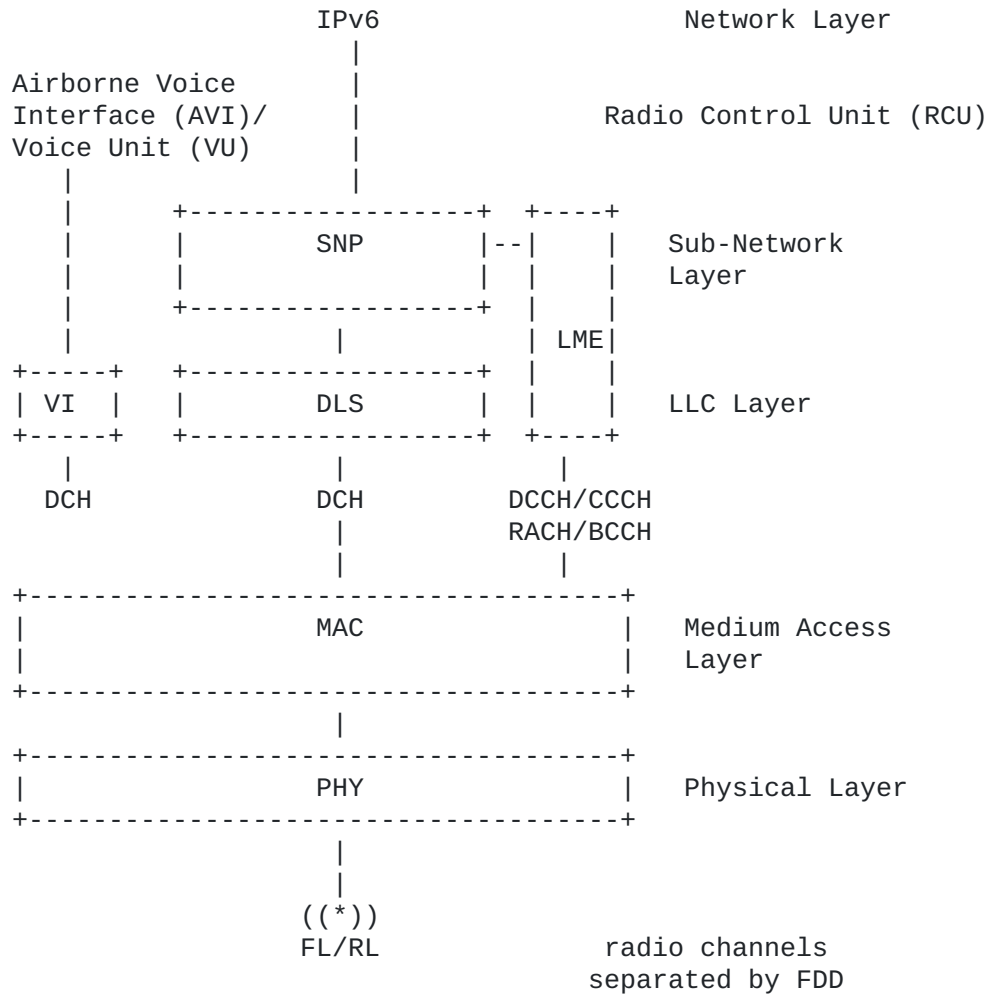 IPv6 Network Layer
Airborne Voice
Interface (AVI)/ Radio Control Unit (RCU)
Voice Unit (VU)
SNP Sub-Network
Layer
LME
VI DLS LLC Layer
DCH DCH DCCH/CCCH
RACH/BCCH
MAC Medium Access
Layer
PHY Physical Layer
((*))
FL/RL radio channels
separated by FDD